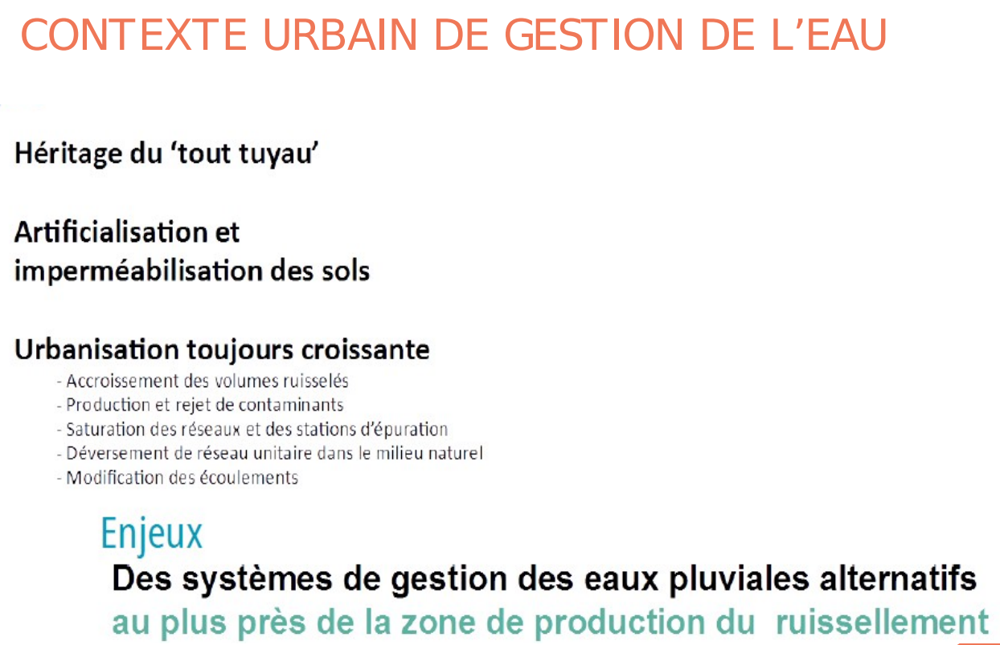 CONTEXTE URBAIN DE GESTION DE L’EAU
Héritage du ‘tout tuyau’
Artificialisation et
imperméabilisation des sols
Urbanisation toujours croissante
- Accroissement des volumes ruisselés
- Production et rejet de contaminants
- Saturation des réseaux et des stations d’épuration
- Déversement de réseau unitaire dans le milieu naturel
- Modification des écoulements
Enjeux
Des systèmes de gestion des eaux pluviales alternatifs
au plus près de la zone de production du ruissellement